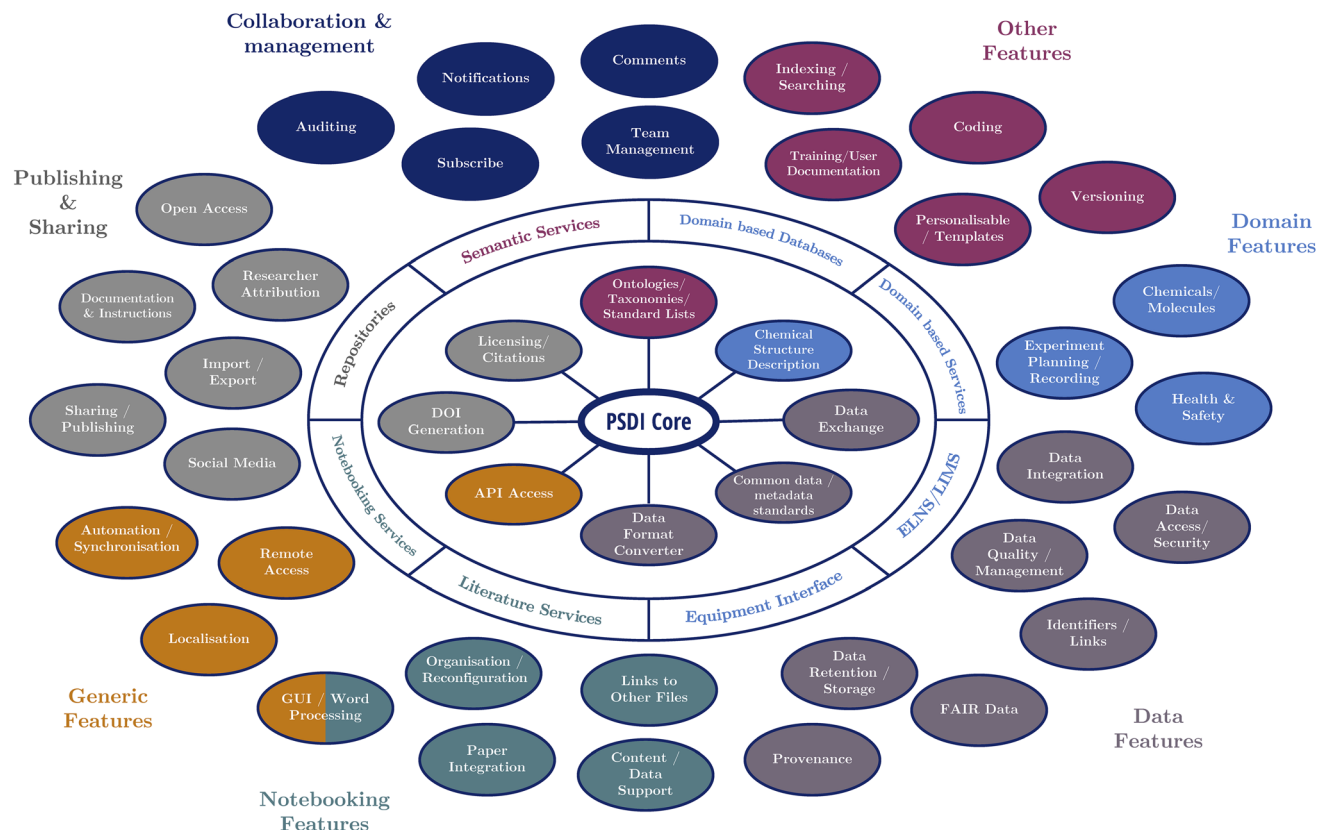 Collaboration &
management
Notifications
Comments
Auditing
Subscribe
Team
Management
Other
Features
Indexing /
Searching
Coding
Training/User
Documentation
Versioning
Personalisable
/ Templates
Publishing
&
Sharing
Open Access
Researcher
Attribution
Documentation
& Instructions
Import /
Export
Sharing /
Publishing
Social Media
Domain
Features
Chemicals/
Molecules
Experiment
Planning /
Recording
Health &
Safety
Semantic Services
Domain based Databases
Domain based Services
ELNS/LIMS
Equipment Interface
Literature Services
Notebooking Services
Repositories
Ontologies/
Taxonomies/
Standard Lists
Licensing/
Citations
Chemical
Structure
Description
DOI
Generation
PSDI Core
Data
Exchange
API Access
Data
Format
Converter
Common data /
metadata
standards
Data
Integration
Data
Access/
Security
Data
Quality /
Management
Identifiers /
Links
Data
Retention /
Storage
FAIR Data
Provenance
Data
Features
Automation /
Synchronisation
Remote
Access
Localisation
GUI / Word
Processing
Generic
Features
Organisation /
Reconfiguration
Links to
Other Files
Paper
Integration
Content /
Data
Support
Notebooking
Features